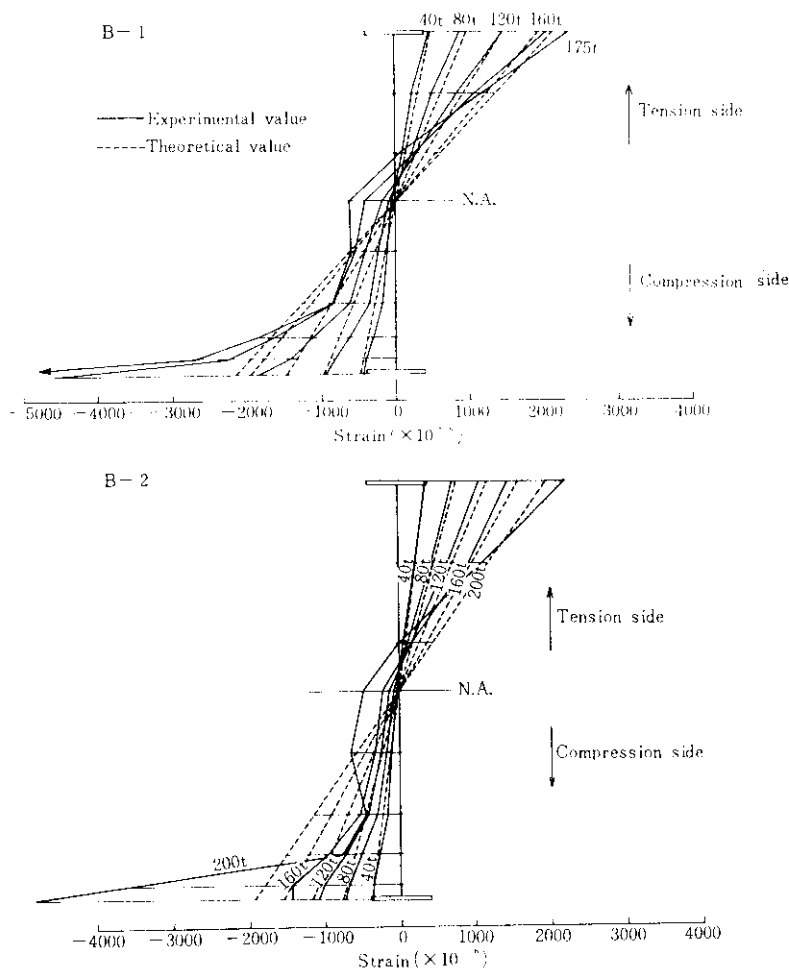 B-1
40t 80t 120t 160t
175t
Experimental value
Theoretical value
Tension side
N.A.
Compression side
-5000 -4000 -3000 -2000 -1000 0 1000 2000 3000 4000
Strain (×10
B-2
40t 80t 120t 160t 200t
Tension side
N.A.
Compression side
200t 160t 120t 80t 40t
-4000 -3000 -2000 -1000 0 1000 2000 3000 4000
Strain (×10